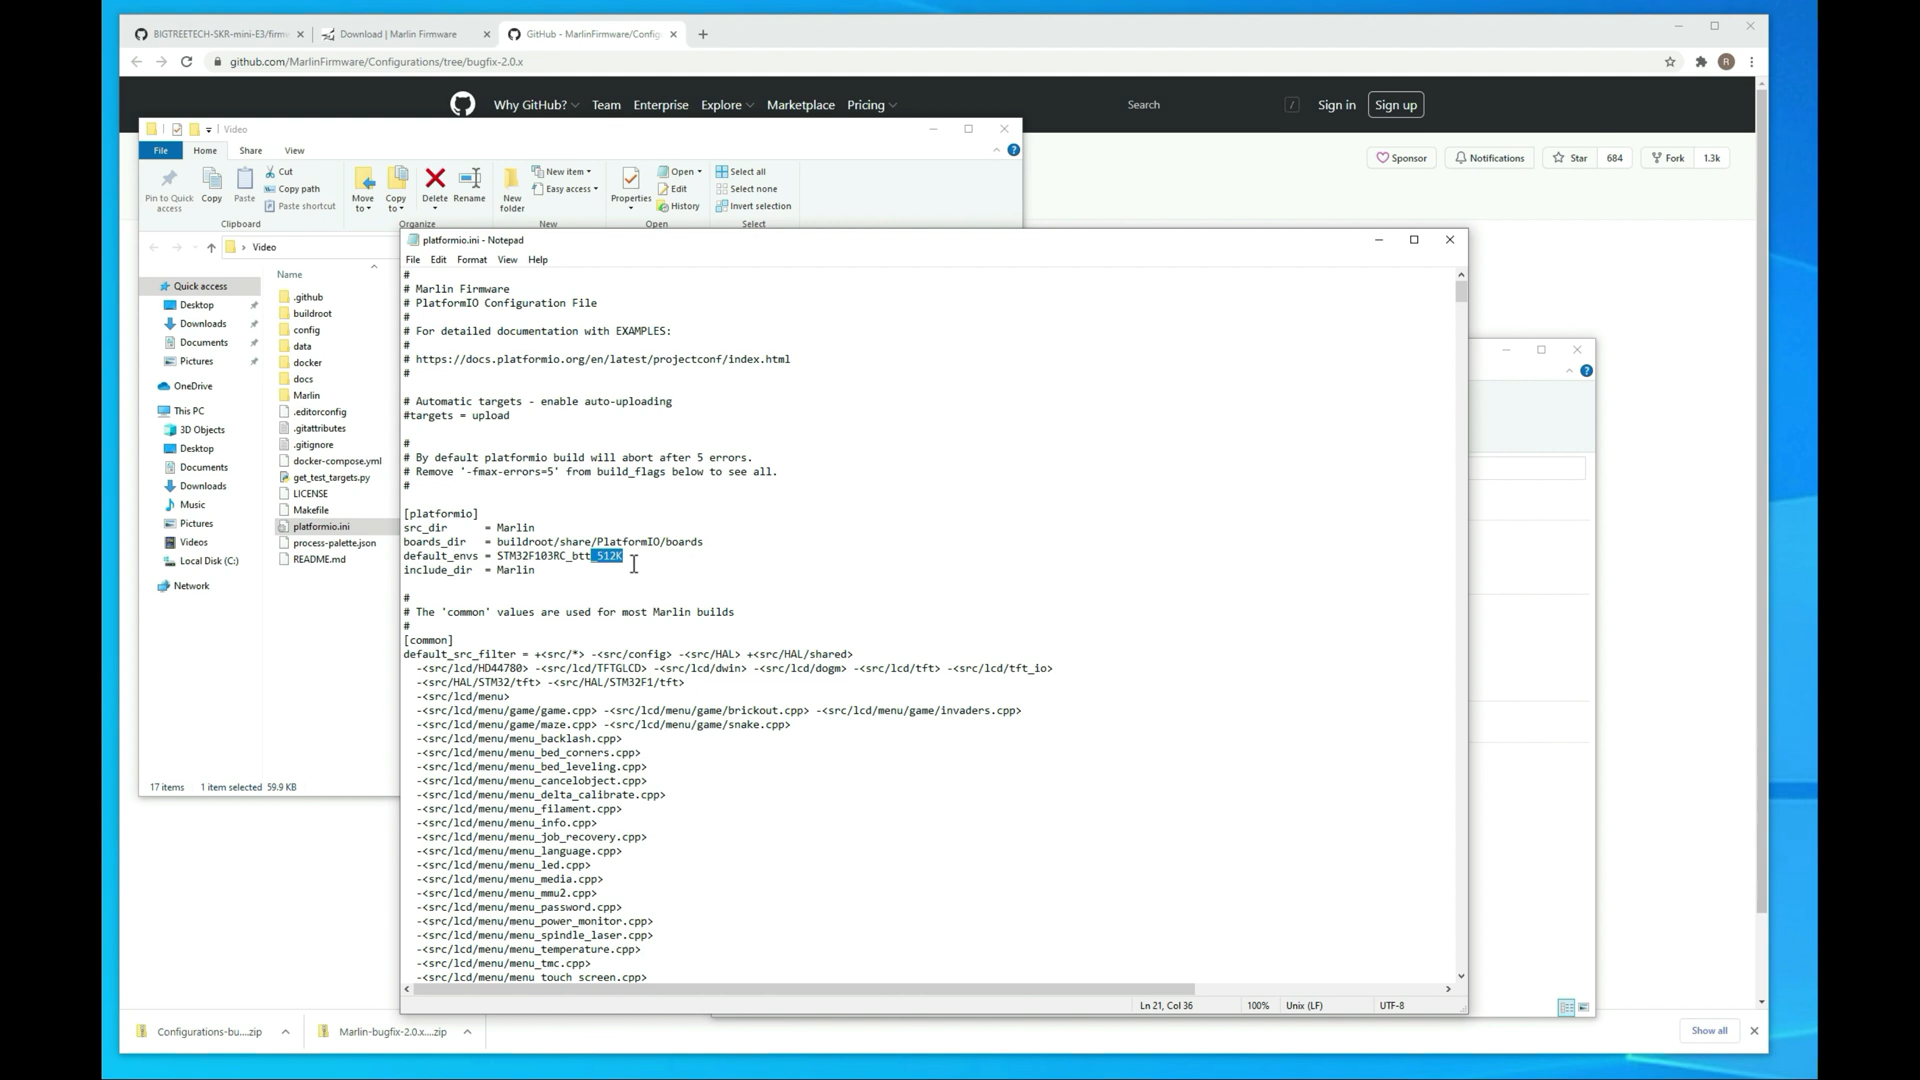 BIGTREETECH-SKR-mini-E3/firm
Download | Marlin Firmware
GitHub - MarlinFirmware/Config
github.com/MarlinFirmware/Configurations/tree/bugfix-2.0.x
R
Why GitHub?
Team
Enterprise
Explore
Marketplace
Pricing
Search
/
Sign in
Sign up
Sponsor
Notifications
Star
684
Fork
1.3k
Video
File
Home
Share
View
Pin to Quick access
Copy
Paste
Cut
Copy path
Paste shortcut
Clipboard
Move to
Copy to
Delete
Rename
Organize
New folder
New item
Easy access
New
Properties
Open
Edit
History
Open
Select all
Select none
Invert selection
Select
Video
Quick access
Desktop
Downloads
Documents
Pictures
OneDrive
This PC
3D Objects
Desktop
Documents
Downloads
Music
Pictures
Videos
Local Disk (C:)
Network
Name
.github
buildroot
config
data
docker
docs
Marlin
.editorconfig
.gitattributes
.gitignore
docker-compose.yml
get_test_targets.py
LICENSE
Makefile
platformio.ini
process-palette.json
README.md
17 items
1 item selected 59.9 KB
platformio.ini - Notepad
File Edit Format View Help
#
# Marlin Firmware
# PlatformIO Configuration File
#
# For detailed documentation with EXAMPLES:
#
# https://docs.platformio.org/en/latest/projectconf/index.html
#
# Automatic targets - enable auto-uploading
#targets = upload
#
# By default platformio build will abort after 5 errors.
# Remove '-fmax-errors=5' from build_flags below to see all.
#
[platformio]
src_dir = Marlin
boards_dir = buildroot/share/PlatformIO/boards
default_envs = STM32F103RC_btt_512K
include_dir = Marlin
#
# The 'common' values are used for most Marlin builds
#
[common]
default_src_filter = +<src/*> -<src/config> -<src/HAL> +<src/HAL/shared>
-<src/lcd/HD44780> -<src/lcd/TFTGLCD> -<src/lcd/dwin> -<src/lcd/dogm> -<src/lcd/tft> -<src/lcd/tft_io>
-<src/HAL/STM32/tft> -<src/HAL/STM32F1/tft>
-<src/lcd/menu>
-<src/lcd/menu/game/game.cpp> -<src/lcd/menu/game/brickout.cpp> -<src/lcd/menu/game/invaders.cpp>
-<src/lcd/menu/game/maze.cpp> -<src/lcd/menu/game/snake.cpp>
-<src/lcd/menu/menu_backlash.cpp>
-<src/lcd/menu/menu_bed_corners.cpp>
-<src/lcd/menu/menu_bed_leveling.cpp>
-<src/lcd/menu/menu_cancelobject.cpp>
-<src/lcd/menu/menu_delta_calibrate.cpp>
-<src/lcd/menu/menu_filament.cpp>
-<src/lcd/menu/menu_info.cpp>
-<src/lcd/menu/menu_job_recovery.cpp>
-<src/lcd/menu/menu_language.cpp>
-<src/lcd/menu/menu_led.cpp>
-<src/lcd/menu/menu_media.cpp>
-<src/lcd/menu/menu_mmu2.cpp>
-<src/lcd/menu/menu_password.cpp>
-<src/lcd/menu/menu_power_monitor.cpp>
-<src/lcd/menu/menu_spindle_laser.cpp>
-<src/lcd/menu/menu_temperature.cpp>
-<src/lcd/menu/menu_tmc.cpp>
-<src/lcd/menu/menu_touch_screen.cpp>
Ln 21, Col 36
100%
Unix (LF)
UTF-8
Configurations-bu....zip
Marlin-bugfix-2.0.x....zip
Show all